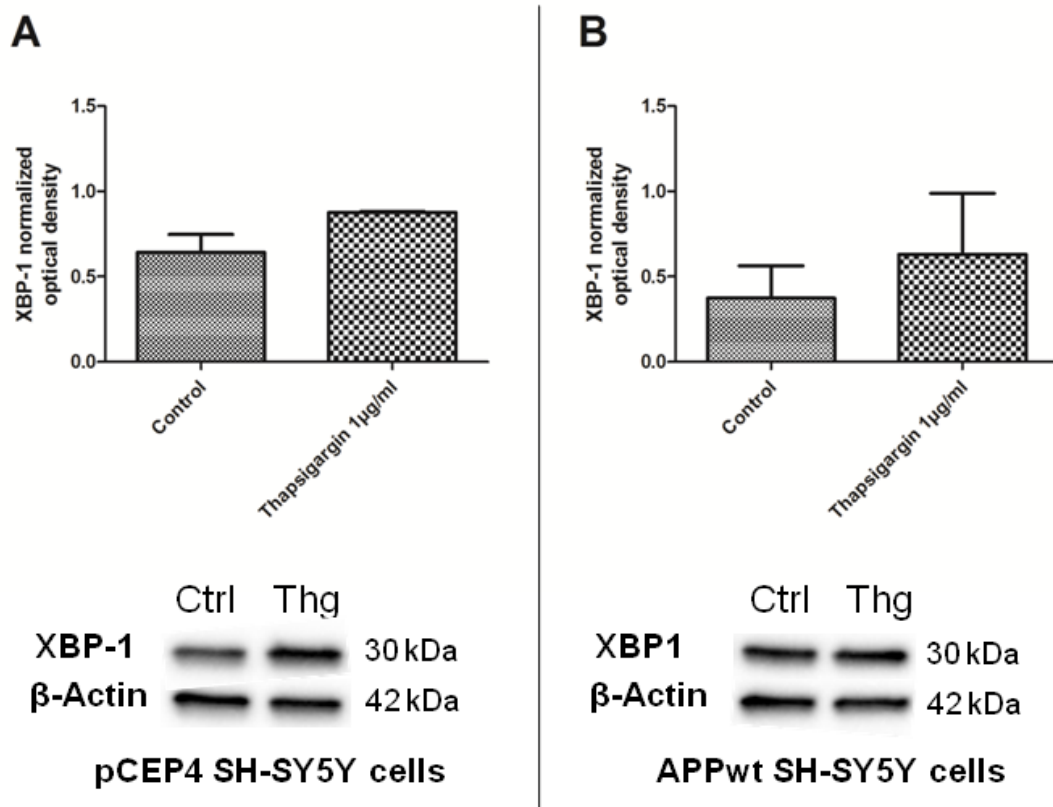 A
XBP-1 normalized
optical density
1.5
1.0
0.5
0.0
Control
Thapsigargin 1µg/ml
Ctrl Thg
XBP-1 30 kDa
β-Actin 42 kDa
pCEP4 SH-SY5Y cells
B
XBP-1 normalized
optical density
1.5
1.0
0.5
0.0
Control
Thapsigargin 1µg/ml
Ctrl Thg
XBP1 30 kDa
β-Actin 42 kDa
APPwt SH-SY5Y cells